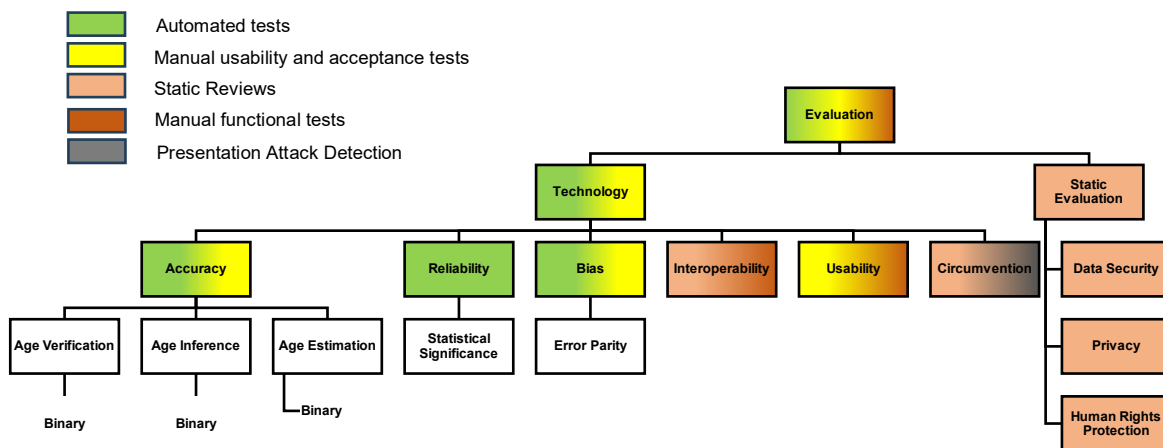 Automated tests
Manual usability and acceptance tests
Static Reviews
Manual functional tests
Presentation Attack Detection
Evaluation
Technology
Static
Evaluation
Accuracy
Reliability
Bias
Interoperability
Usability
Circumvention
Data Security
Age Verification
Age Inference
Age Estimation
Statistical
Significance
Error Parity
Privacy
Binary
Binary
Binary
Human Rights
Protection